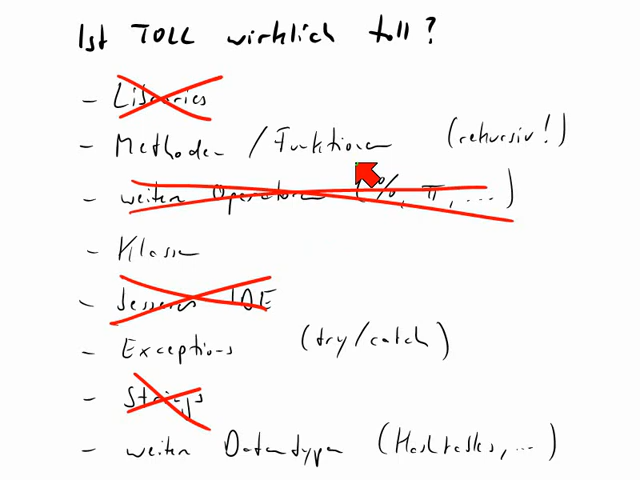 Ist TOLL wirklich toll?
- Libraries
- Methoden / Funktionen (rekursiv!)
- weitere Operatoren (%, π, ...)
- Klassen
- besseres IDE
- Exceptions (try/catch)
- Strings
- weitere Datentypen (Hashtables, ...)